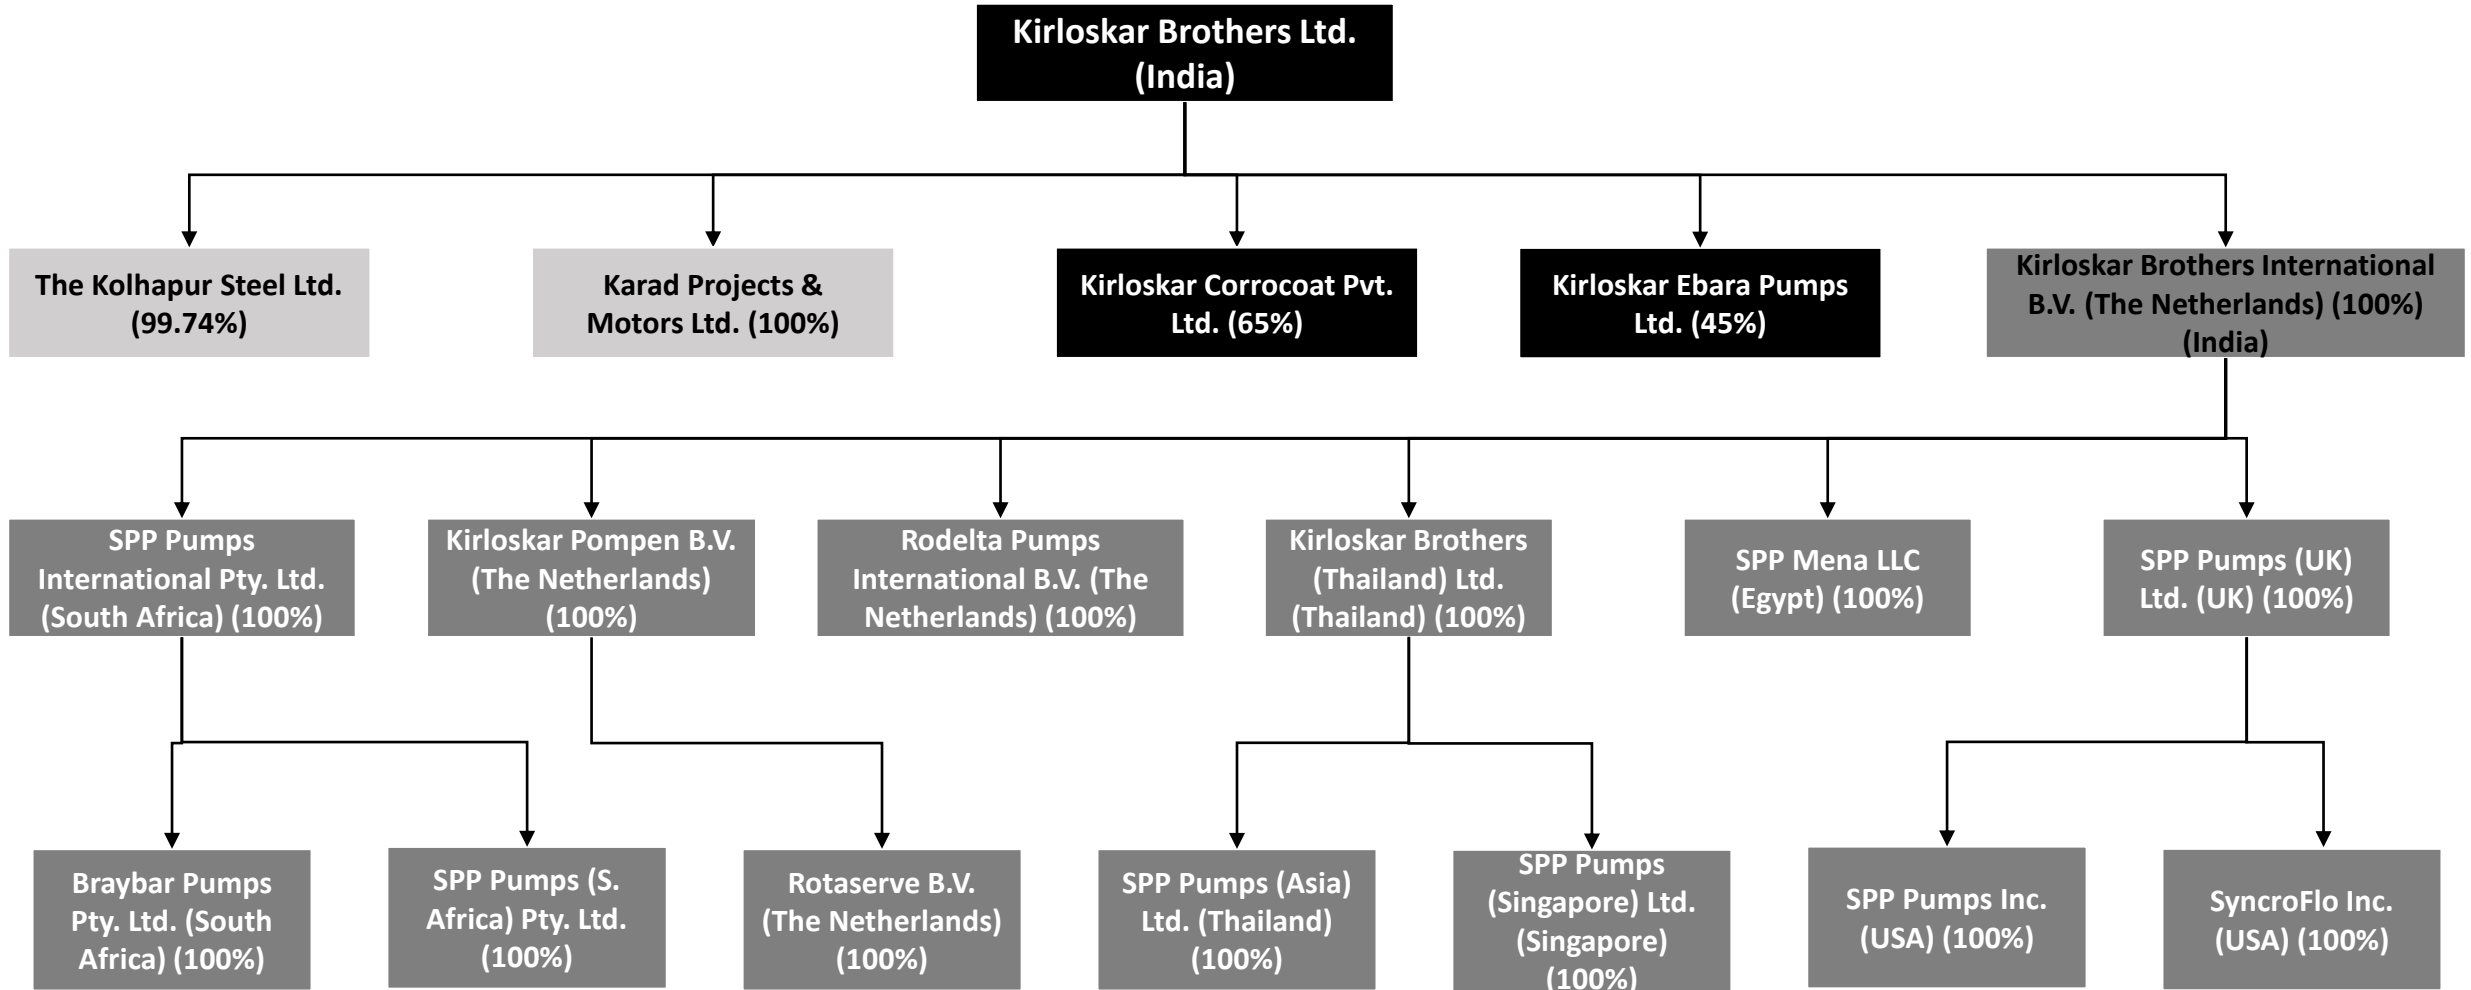 Kirloskar Brothers Ltd.
(India)
The Kolhapur Steel Ltd.
(99.74%)
Karad Projects &
Motors Ltd. (100%)
Kirloskar Corrocoat Pvt.
Ltd. (65%)
Kirloskar Ebara Pumps
Ltd. (45%)
Kirloskar Brothers International
B.V. (The Netherlands) (100%)
(India)
SPP Pumps
International Pty. Ltd.
(South Africa) (100%)
Kirloskar Pompen B.V.
(The Netherlands)
(100%)
Rodelta Pumps
International B.V. (The
Netherlands) (100%)
Kirloskar Brothers
(Thailand) Ltd.
(Thailand) (100%)
SPP Mena LLC
(Egypt) (100%)
SPP Pumps (UK)
Ltd. (UK) (100%)
Braybar Pumps
Pty. Ltd. (South
Africa) (100%)
SPP Pumps (S.
Africa) Pty. Ltd.
(100%)
Rotaserve B.V.
(The Netherlands)
(100%)
SPP Pumps (Asia)
Ltd. (Thailand)
(100%)
SPP Pumps
(Singapore) Ltd.
(Singapore)
(100%)
SPP Pumps Inc.
(USA) (100%)
SyncroFlo Inc.
(USA) (100%)